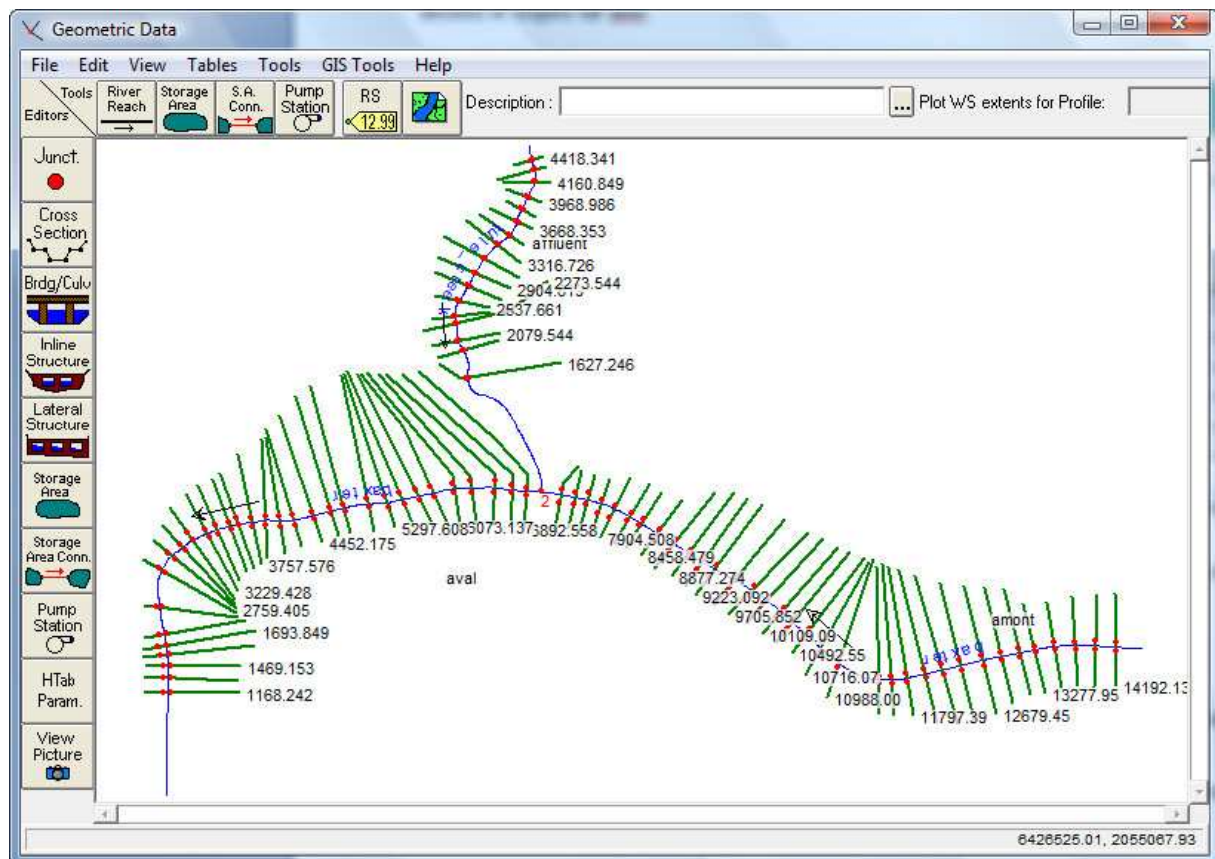 Geometric Data
File Edit View Tables Tools GIS Tools Help
Tools
Editors
River
Reach
Storage
Area
S.A.
Conn.
Pump
Station
RS
12.99
Description :
...
Plot WS extents for Profile:
Junct.
Cross
Section
Brdg/Culv
Inline
Structure
Lateral
Structure
Storage
Area
Storage
Area Conn.
Pump
Station
HTab
Param.
View
Picture
4418.341
4160.849
3968.986
3668.353
affluent
3316.726
2273.544
2537.661
2079.544
1627.246
baxter
2
5297.608
4452.175
3757.576
3229.428
2759.405
1693.849
1469.153
1168.242
aval
7904.508
8458.479
8877.274
9223.092
9705.852
10109.09
10492.55
10716.07
10988.00
amont
baxter
11797.39
12679.45
13277.95
14192.13
6426525.01, 2055067.93